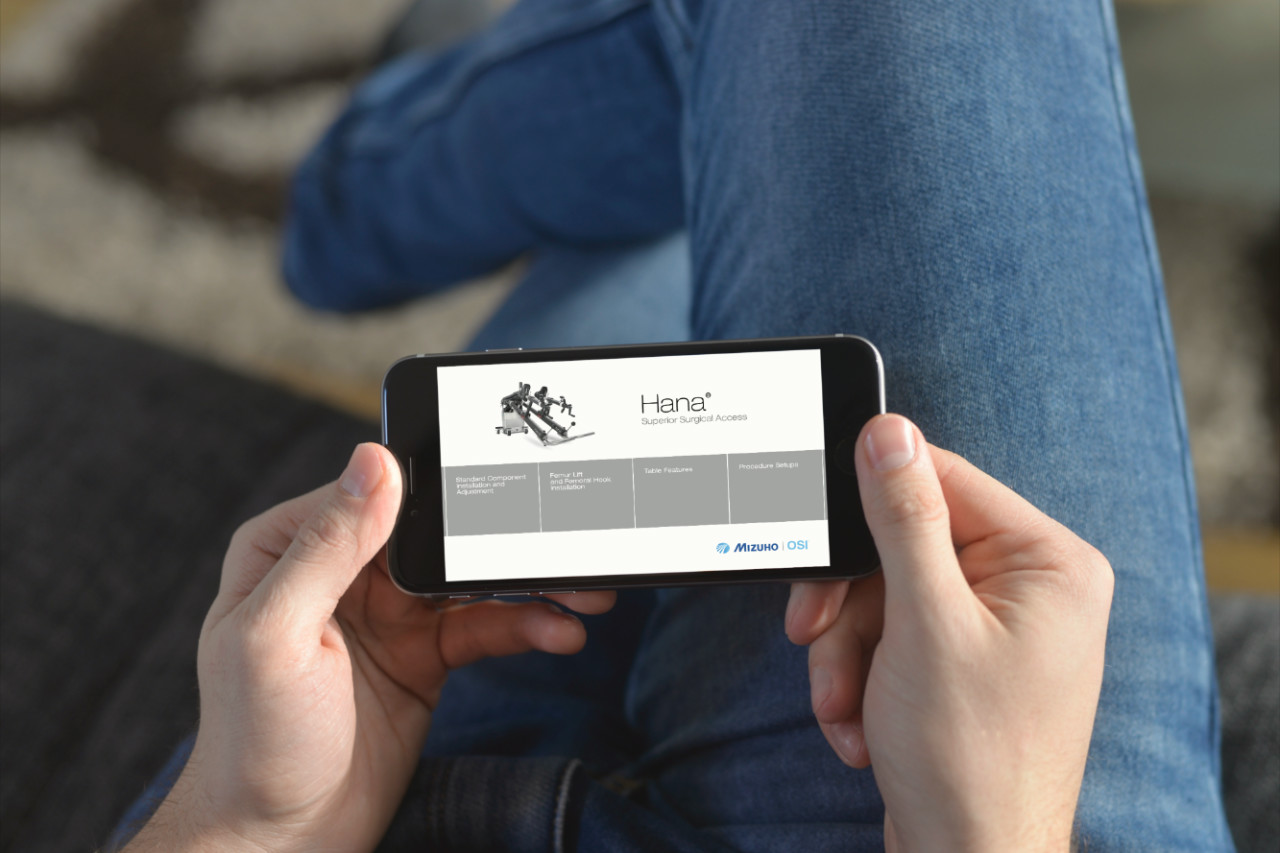 Hana®
Superior Surgical Access
Standard Component
Installation and
Adjustment
Femur Lift
and Femoral Hook
Installation
Table Features
Procedure Setups
MIZUHO | OSI